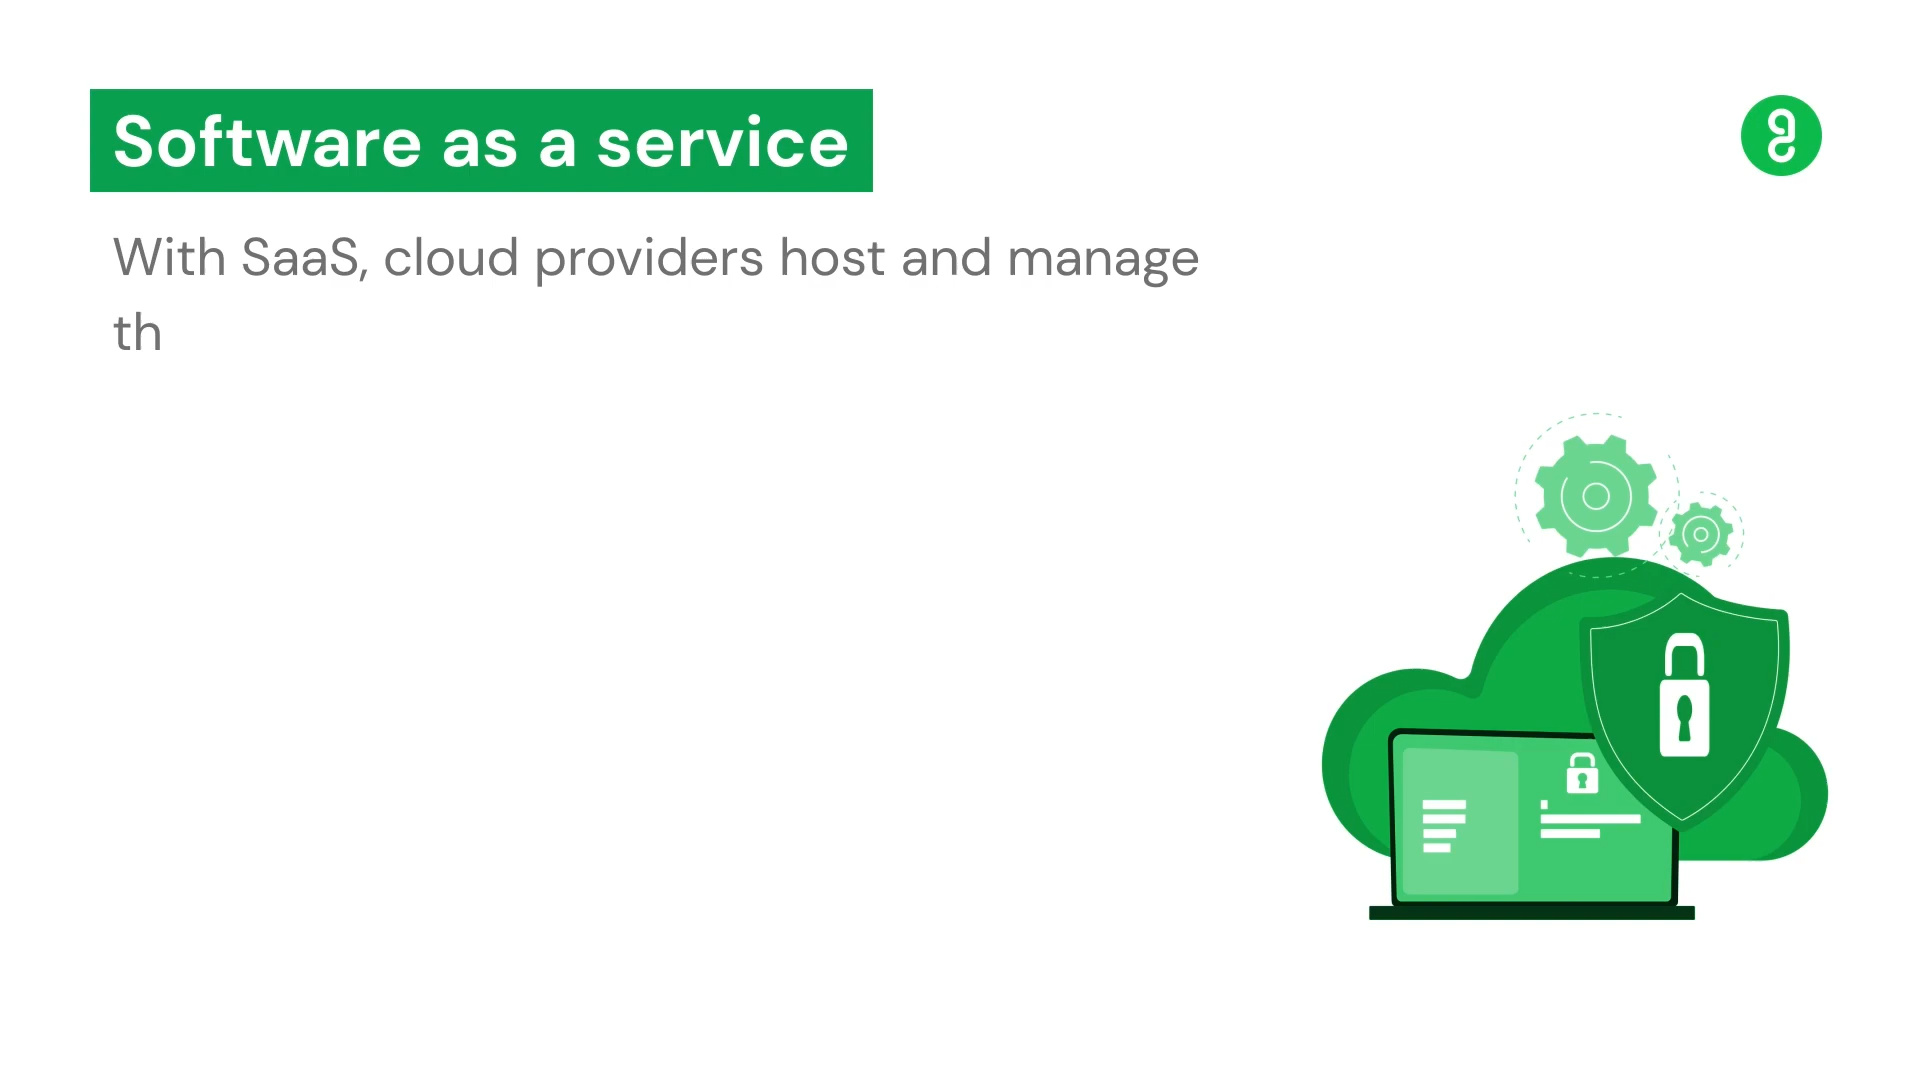 Software as a service
With SaaS, cloud providers host and manage
th